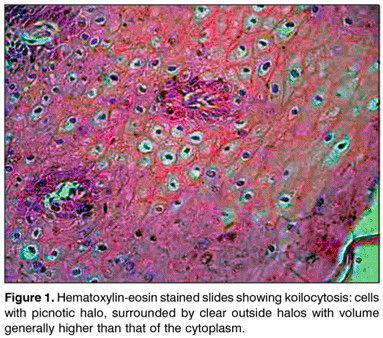 Figure 1. Hematoxylin-eosin stained slides showing koilocytosis: cells
with picnotic halo, surrounded by clear outside halos with volume
generally higher than that of the cytoplasm.